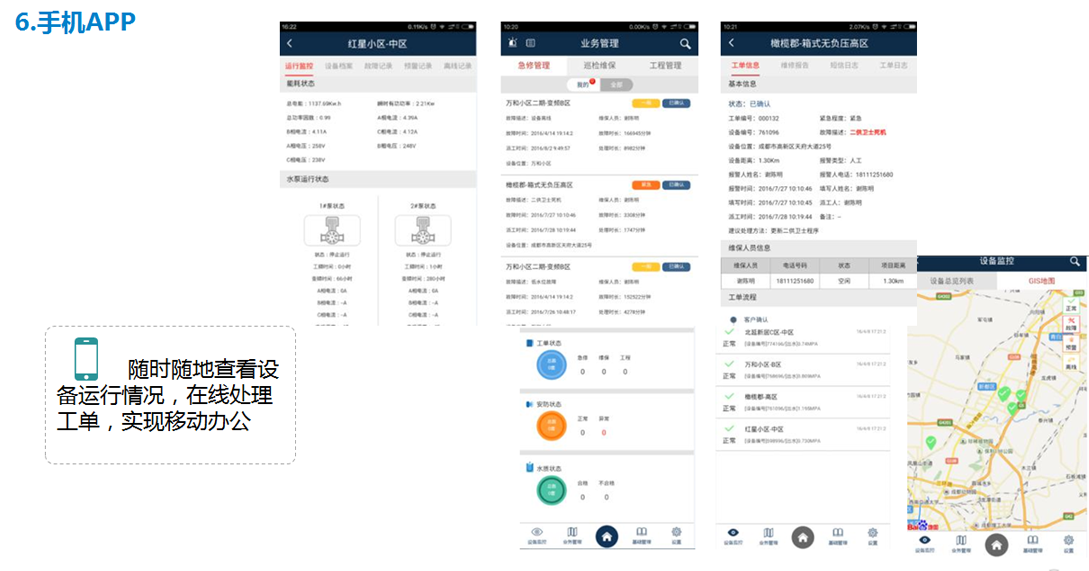 6.手机APP
16:22
红星小区-中区
运行监控 设备档案 故障记录 预警记录 离线记录
能耗状态
总电能：1137.69Kw.h 瞬时有功功率：2.21Kw
总功率因数：0.99 A相电流：4.39A
B相电流：4.11A C相电流：4.12A
A相电压：238V B相电压：248V
C相电压：238V
水泵运行状态
1#泵状态 2#泵状态
状态：停止运行 状态：停止运行
工频时间：0小时 工频时间：1小时
变频时间：66小时 变频时间：280小时
A相电流：0A A相电流：0A
B相电流：-A B相电流：-A
C相电流：-A C相电流：-A
10:20
业务管理
急修管理 巡检维保 工程管理
我的 全部
万和小区二期-变频B区 一般 已确认
故障描述：设备离线 维保人员：谢陈明
故障时间：2016/4/14 19:14:2 故障时长：166945分钟
派工时间：2016/8/2 9:49:57 处理时长：8982分钟
设备位置：万和小区
橄榄郡-箱式无负压高区 紧急 已确认
故障描述：二供卫士死机 维保人员：谢陈明
故障时间：2016/7/27 10:10:46 故障时长：3308分钟
派工时间：2016/7/28 10:19:44 处理时长：1747分钟
设备位置：成都市高新区天府大道25号
万和小区二期-变频B区 一般 已确认
故障描述：低水位故障 维保人员：谢陈明
故障时间：2016/4/14 19:14:2 故障时长：152522分钟
派工时间：2016/7/26 10:48:17 处理时长：4278分钟
10:21
橄榄郡-箱式无负压高区
工单信息 维修报告 短信日志 工单日志
基本信息
状态：已确认
工单编号：000132 紧急程度：紧急
设备编号：761096 故障描述：二供卫士死机
设备位置：成都市高新区天府大道25号
设备距离：1.30Km 报警类型：人工
报警人姓名：谢陈明 报警人电话：18111251680
报警时间：2016/7/27 10:10:46 填写人姓名：谢陈明
填写时间：2016/7/27 10:10:45 派工人：谢陈明
派工时间：2016/7/28 10:19:44 备注：--
建议处理方法：更新二供卫士程序
维保人员信息
维保人员 电话号码 状态 项目距离
谢陈明 18111251680 空闲 1.30km
工单流程
客户确认
随时随地查看设
备运行情况，在线处理
工单，实现移动办公
工单状态
急修 维保 工程
0 0 0
安防状态
正常 异常
0 0
水质状态
合格 不合格
0 0
设备监控 业务管理 基础管理 设置
北延新居C区-中区
正常
万和小区-B区
正常
橄榄郡-高区
正常
红星小区-中区
正常
设备监控 业务管理 基础管理 设置
设备监控
设备总览列表 GIS地图
正常
故障
预警
离线
新都区
Bai 地图
设备监控 业务管理 基础管理 设置